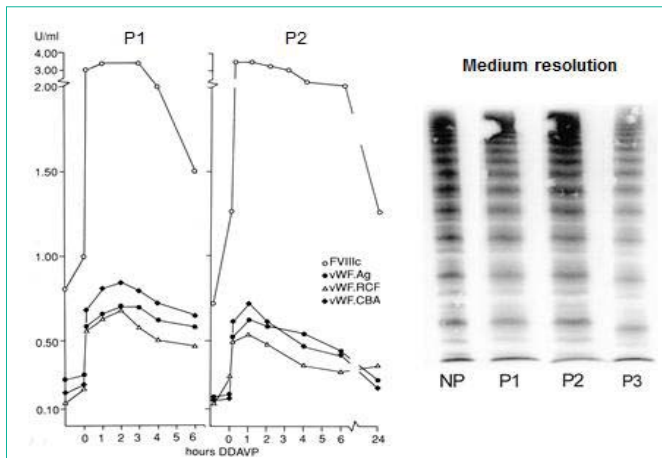 U/ml
P1
P2
4.00
3.00
2.00
1.50
1.00
0.50
0.10
FVIIIc
vWF.Ag
vWF.RCF
vWF.CBA
0 1 2 3 4 5 6 0 1 2 3 4 5 6 24
hours DDAVP
Medium resolution
NP P1 P2 P3